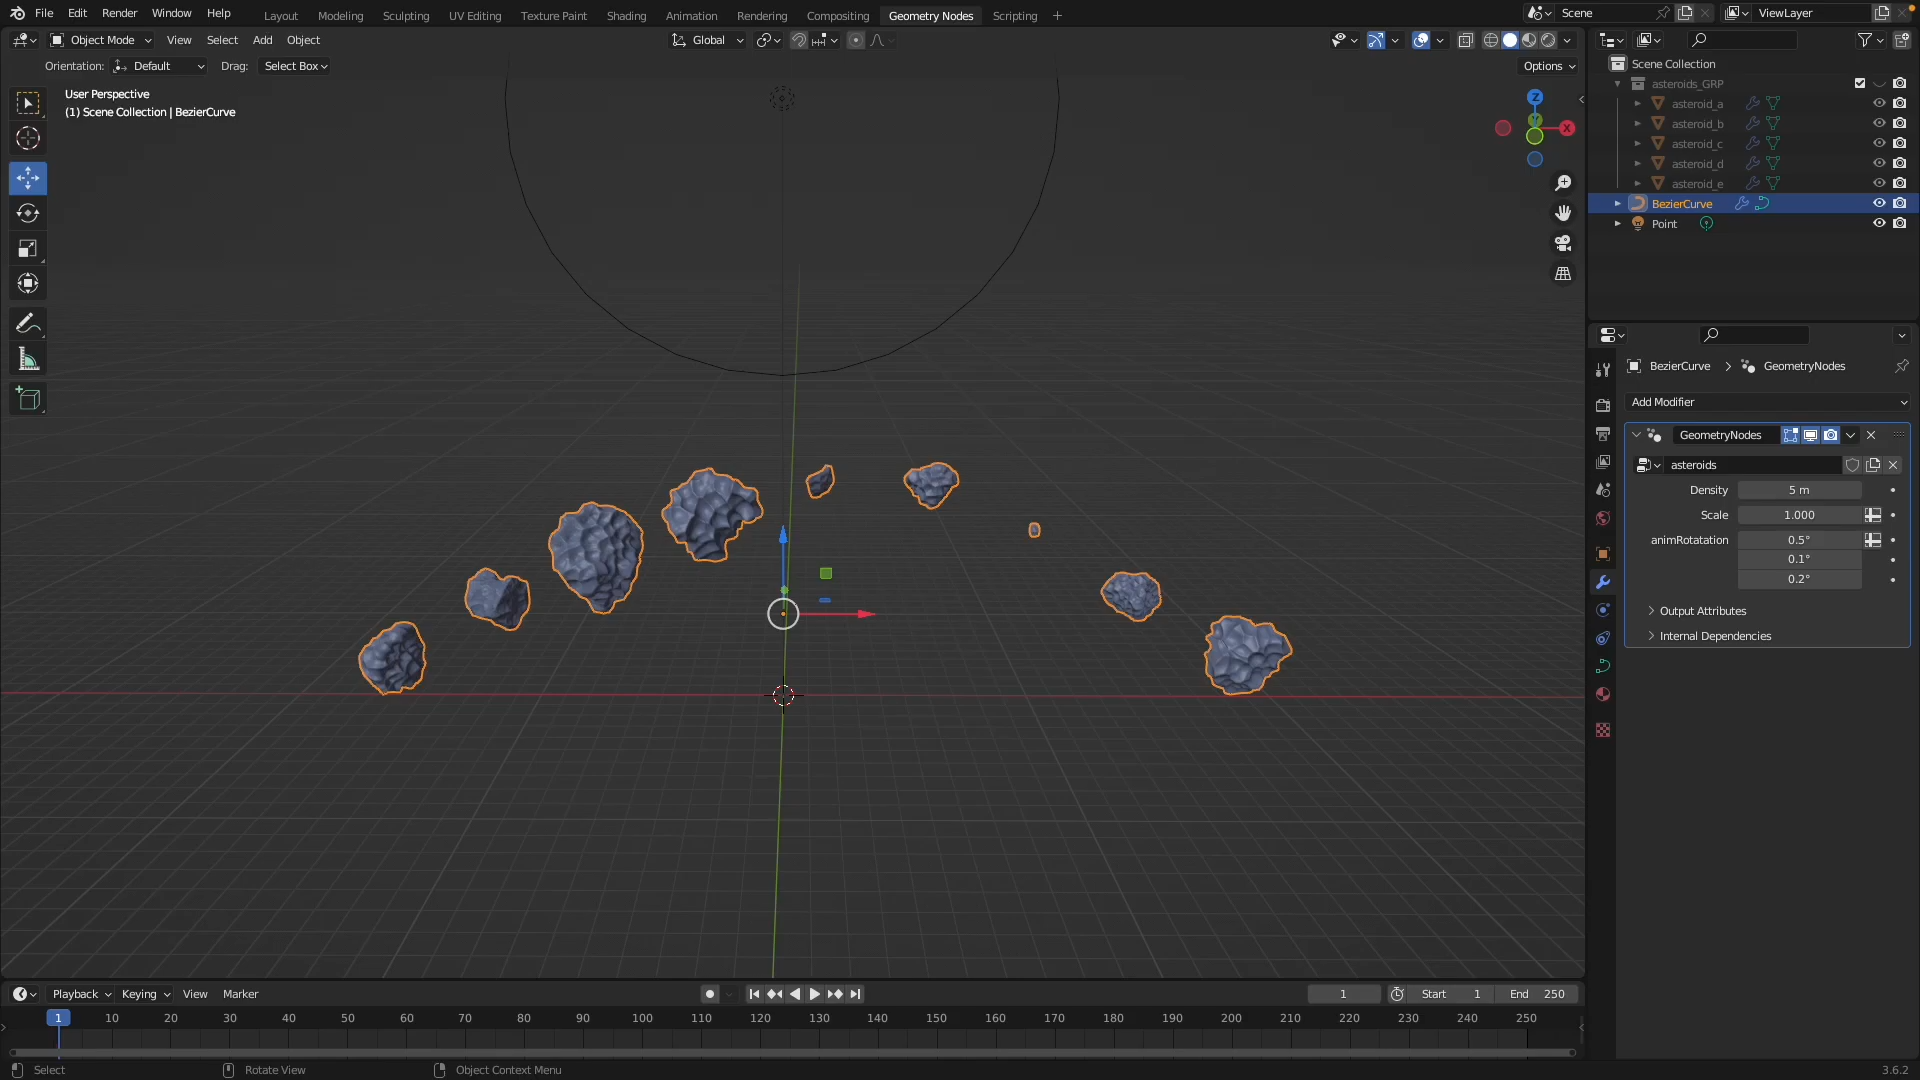 File Edit Render Window Help Layout Modeling Sculpting UV Editing Texture Paint Shading Animation Rendering Compositing Geometry Nodes Scripting + Scene ViewLayer
Object Mode View Select Add Object Global
Orientation: Default Drag: Select Box Options
User Perspective
(1) Scene Collection | BezierCurve
Z
Y
X
Scene Collection
asteroids_GRP
asteroid_a
asteroid_b
asteroid_c
asteroid_d
asteroid_e
BezierCurve
Point
BezierCurve > GeometryNodes
Add Modifier
GeometryNodes
asteroids
Density 5 m
Scale 1.000
animRotatation 0.5°
0.1°
0.2°
Output Attributes
Internal Dependencies
Playback Keying View Marker 1 Start 1 End 250
1 10 20 30 40 50 60 70 80 90 100 110 120 130 140 150 160 170 180 190 200 210 220 230 240 250
Select Rotate View Object Context Menu 3.6.2